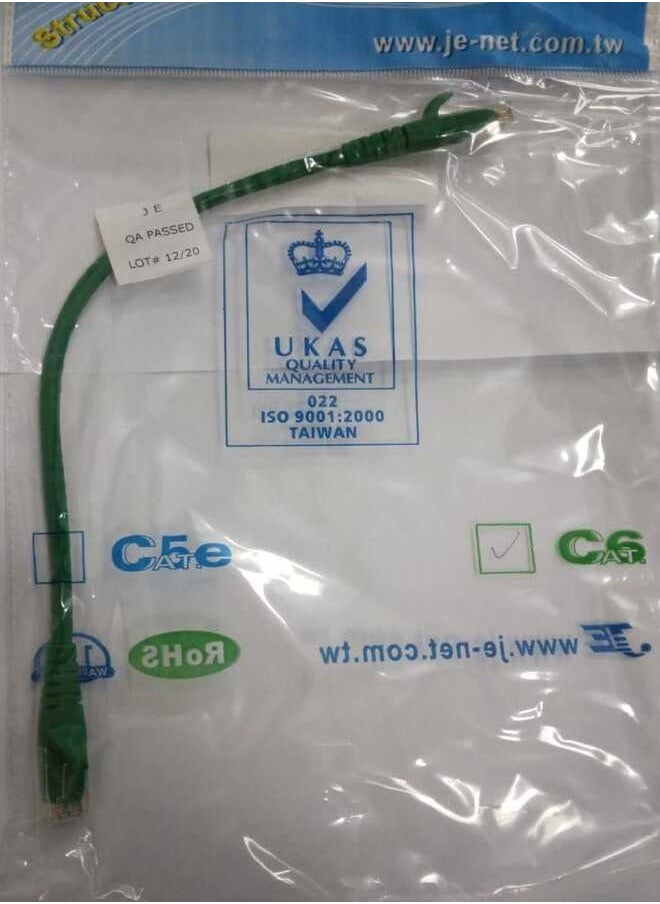 www.je-net.com.tw
J E
QA PASSED
LOT# 12/20
UKAS
QUALITY
MANAGEMENT
022
ISO 9001:2000
TAIWAN
C5e
CAT.
C6
CAT.
RoHS
www.je-net.com.tw
JE